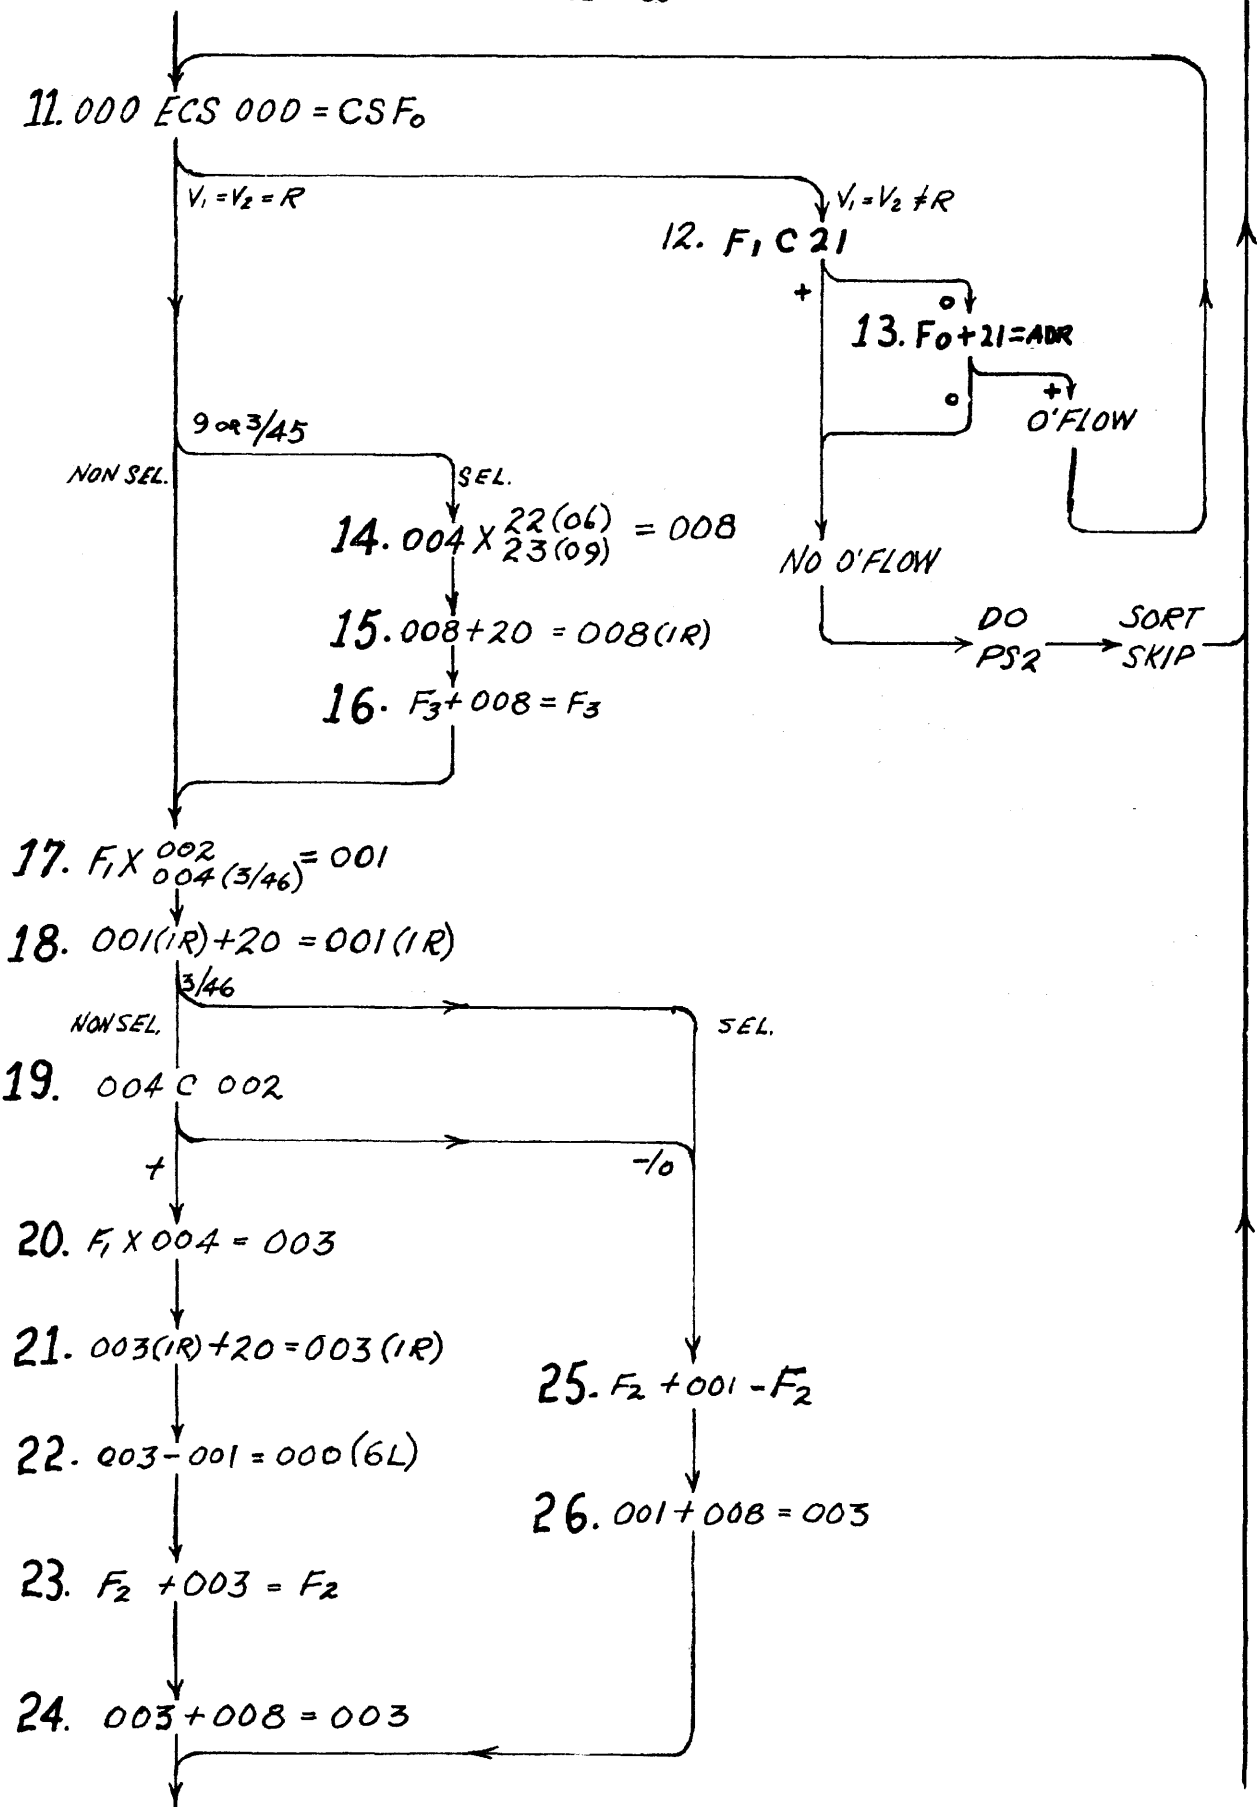 11. 000 ECS 000 = CSF₀
V₁ = V₂ = R
V₁ = V₂ ≠ R
12. F₁ C 21
+
0
13. F₀ + 21 = ADR
0
+
O'FLOW
9 OR 3/45
NON SEL.
SEL.
14. 004 X 22(06) = 008
23(09)
NO O'FLOW
15. 008 + 20 = 008(1R)
DO
PS2
SORT
SKIP
16. F₃ + 008 = F₃
17. F₁ X 002 = 001
004 (3/46)
18. 001(1R) + 20 = 001(1R)
3/46
NON SEL.
SEL.
19. 004 C 002
+
-/0
20. F₁ X 004 = 003
21. 003(1R) + 20 = 003(1R)
25. F₂ + 001 - F₂
22. 003 - 001 = 000(6L)
26. 001 + 008 = 003
23. F₂ + 003 = F₂
24. 003 + 008 = 003